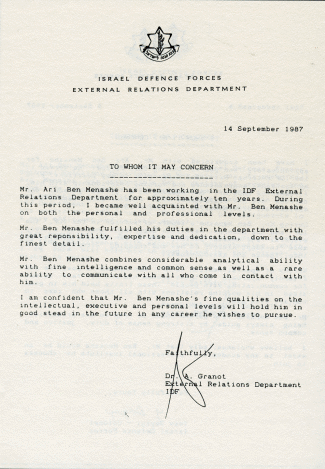 ISRAEL DEFENCE FORCES
EXTERNAL RELATIONS DEPARTMENT
14 September 1987
TO WHOM IT MAY CONCERN
Mr. Ari Ben Menashe has been working in the IDF External
Relations Department for approximately ten years. During
this period, I became well acquainted with Mr. Ben Menashe
on both the personal and professional levels.
Mr. Ben Menashe fulfilled his duties in the department with
great reponsibility, expertise and dedication, down to the
finest detail.
Mr. Ben Menashe combines considerable analytical ability
with fine intelligence and common sense as well as a rare
ability to communicate with all who come in contact with
him.
I am confident that Mr. Ben Menashe's fine qualities on the
intellectual, executive and personal levels will hold him in
good stead in the future in any career he wishes to pursue.
Faithfully,
Dr. A. Granot
External Relations Department
IDF